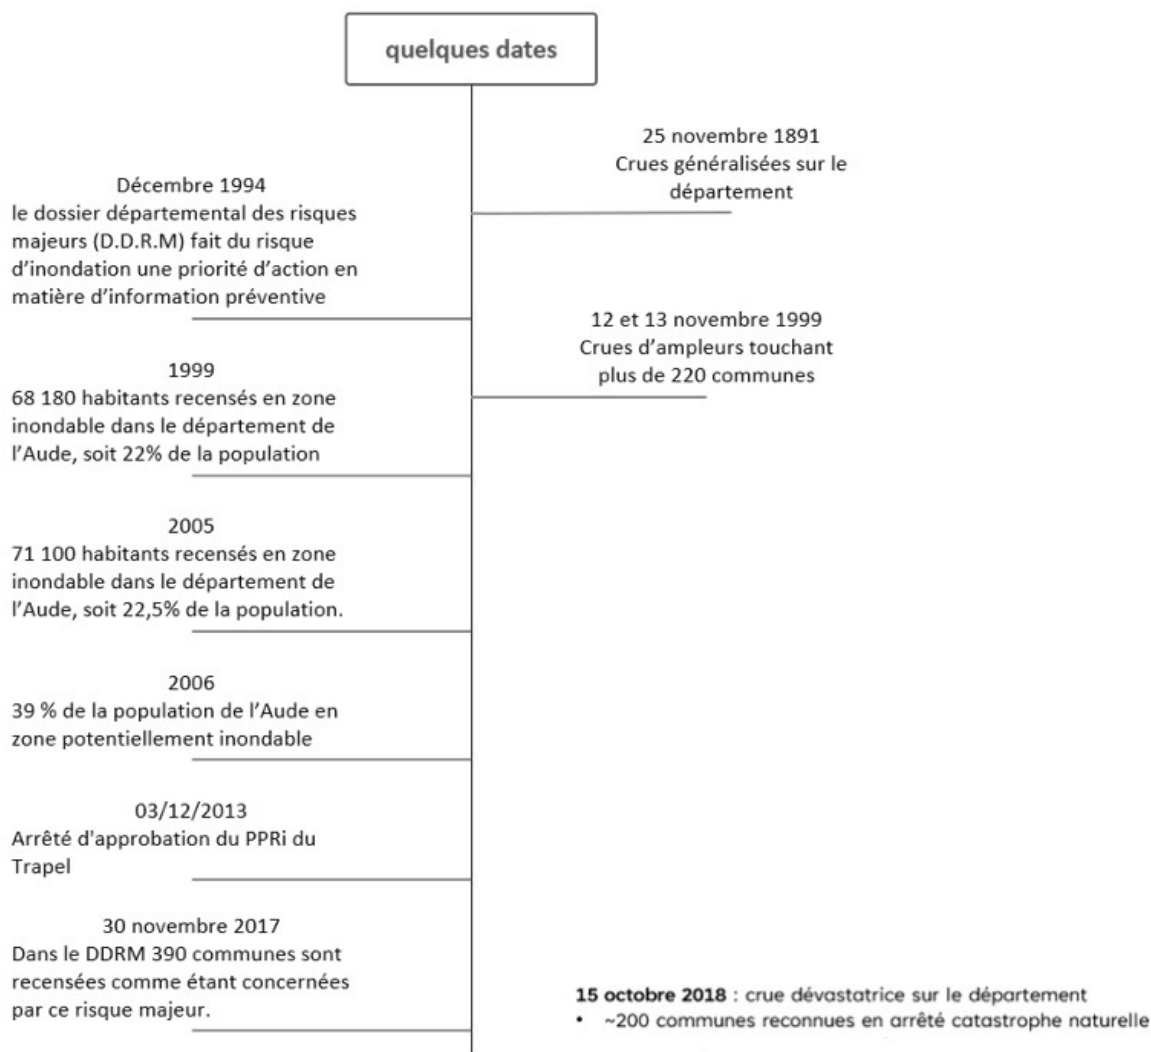 quelques dates
25 novembre 1891
Crues généralisées sur le
département
Décembre 1994
le dossier départemental des risques
majeurs (D.D.R.M) fait du risque
d'inondation une priorité d'action en
matière d'information préventive
12 et 13 novembre 1999
Crues d'ampleurs touchant
plus de 220 communes
1999
68 180 habitants recensés en zone
inondable dans le département de
l'Aude, soit 22% de la population
2005
71 100 habitants recensés en zone
inondable dans le département de
l'Aude, soit 22,5% de la population.
2006
39 % de la population de l'Aude en
zone potentiellement inondable
03/12/2013
Arrêté d'approbation du PPRi du
Trapel
30 novembre 2017
Dans le DDRM 390 communes sont
recensées comme étant concernées
par ce risque majeur.
15 octobre 2018 : crue dévastatrice sur le département
• ~200 communes reconnues en arrêté catastrophe naturelle